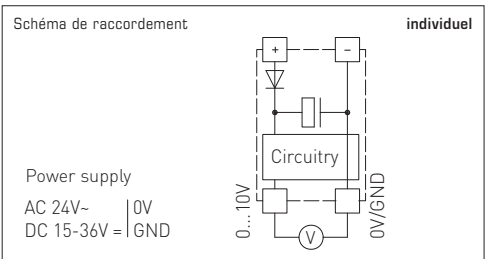 Schéma de raccordement
individuel
+ −
Circuitry
Power supply
AC 24V~ 0V
DC 15-36V = GND
0...10V
V
0V/GND